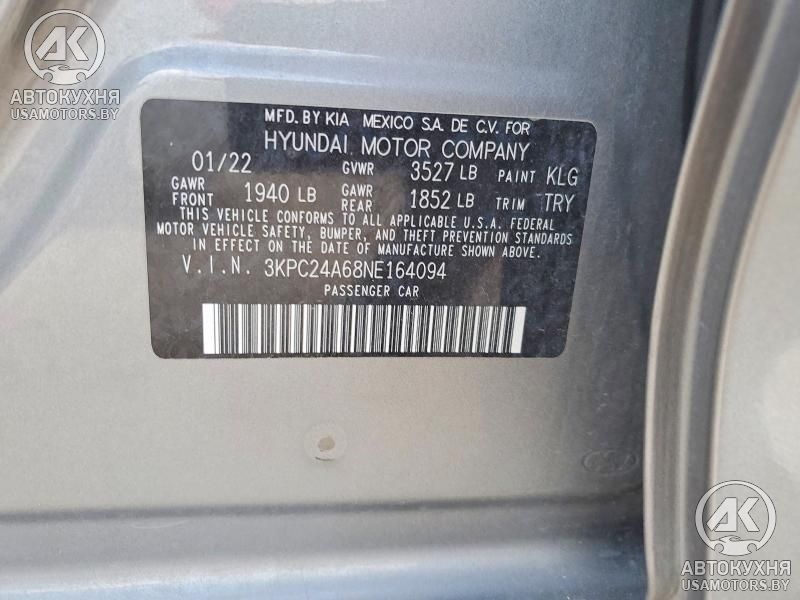 AK
АВТОКУХНЯ
USAMOTORS.BY
MFD. BY KIA MEXICO S.A. DE C.V. FOR
HYUNDAI MOTOR COMPANY
01/22 GVWR 3527 LB PAINT KLG
GAWR FRONT 1940 LB GAWR REAR 1852 LB TRIM TRY
THIS VEHICLE CONFORMS TO ALL APPLICABLE U.S.A. FEDERAL
MOTOR VEHICLE SAFETY, BUMPER, AND THEFT PREVENTION STANDARDS
IN EFFECT ON THE DATE OF MANUFACTURE SHOWN ABOVE.
V.I.N. 3KPC24A68NE164094
PASSENGER CAR
AK
АВТОКУХНЯ
USAMOTORS.BY